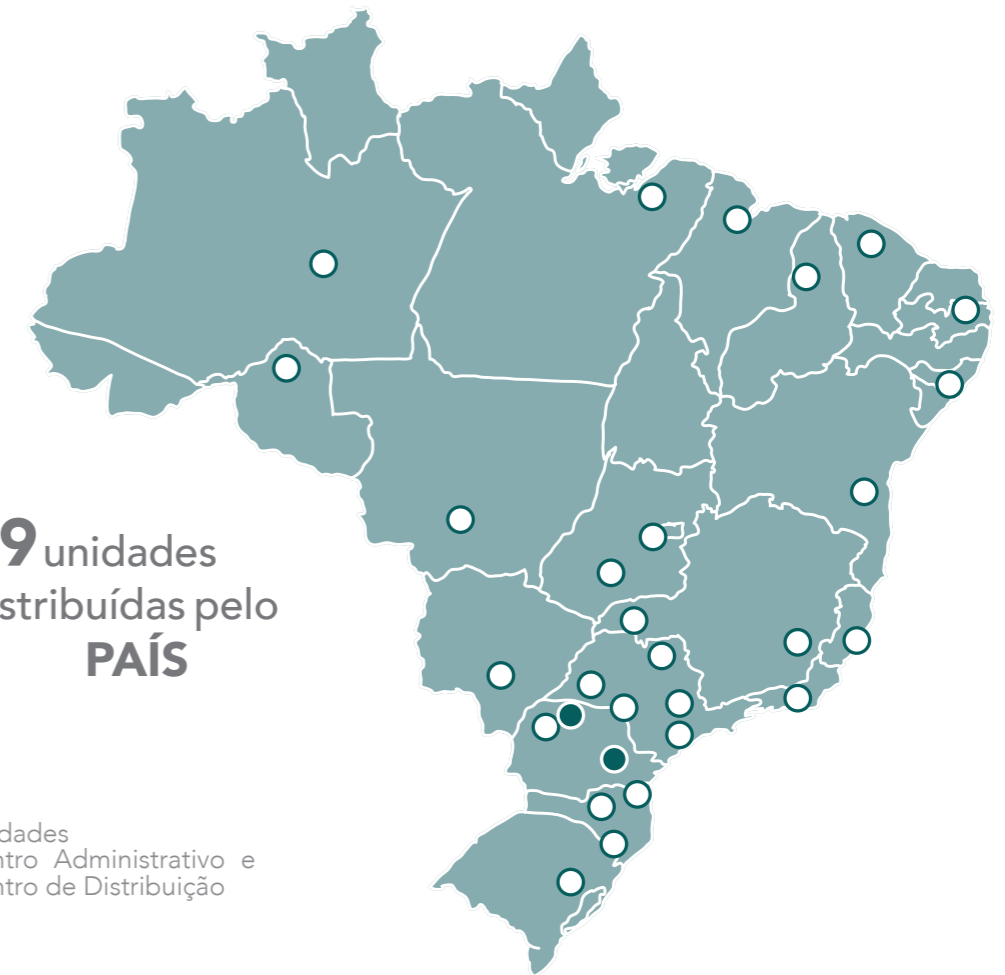 9 unidades
stribuídas pelo
PAÍS
dades
ntro Administrativo e
ntro de Distribuição